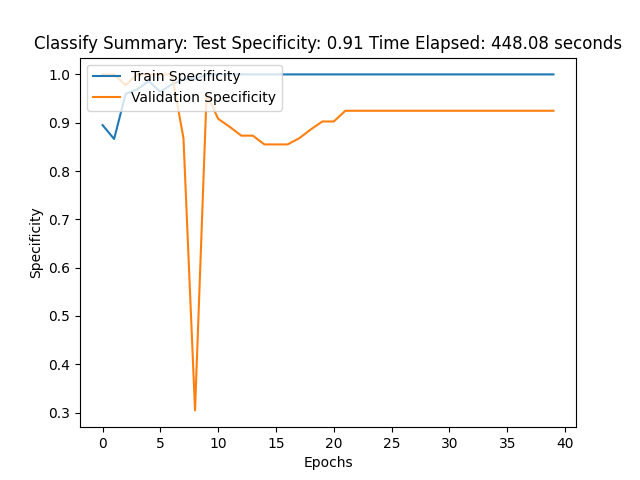 Classify Summary: Test Specificity: 0.91 Time Elapsed: 448.08 seconds
Train Specificity
Validation Specificity
1.0
0.9
0.8
0.7
0.6
0.5
0.4
0.3
Specificity
0 5 10 15 20 25 30 35 40
Epochs